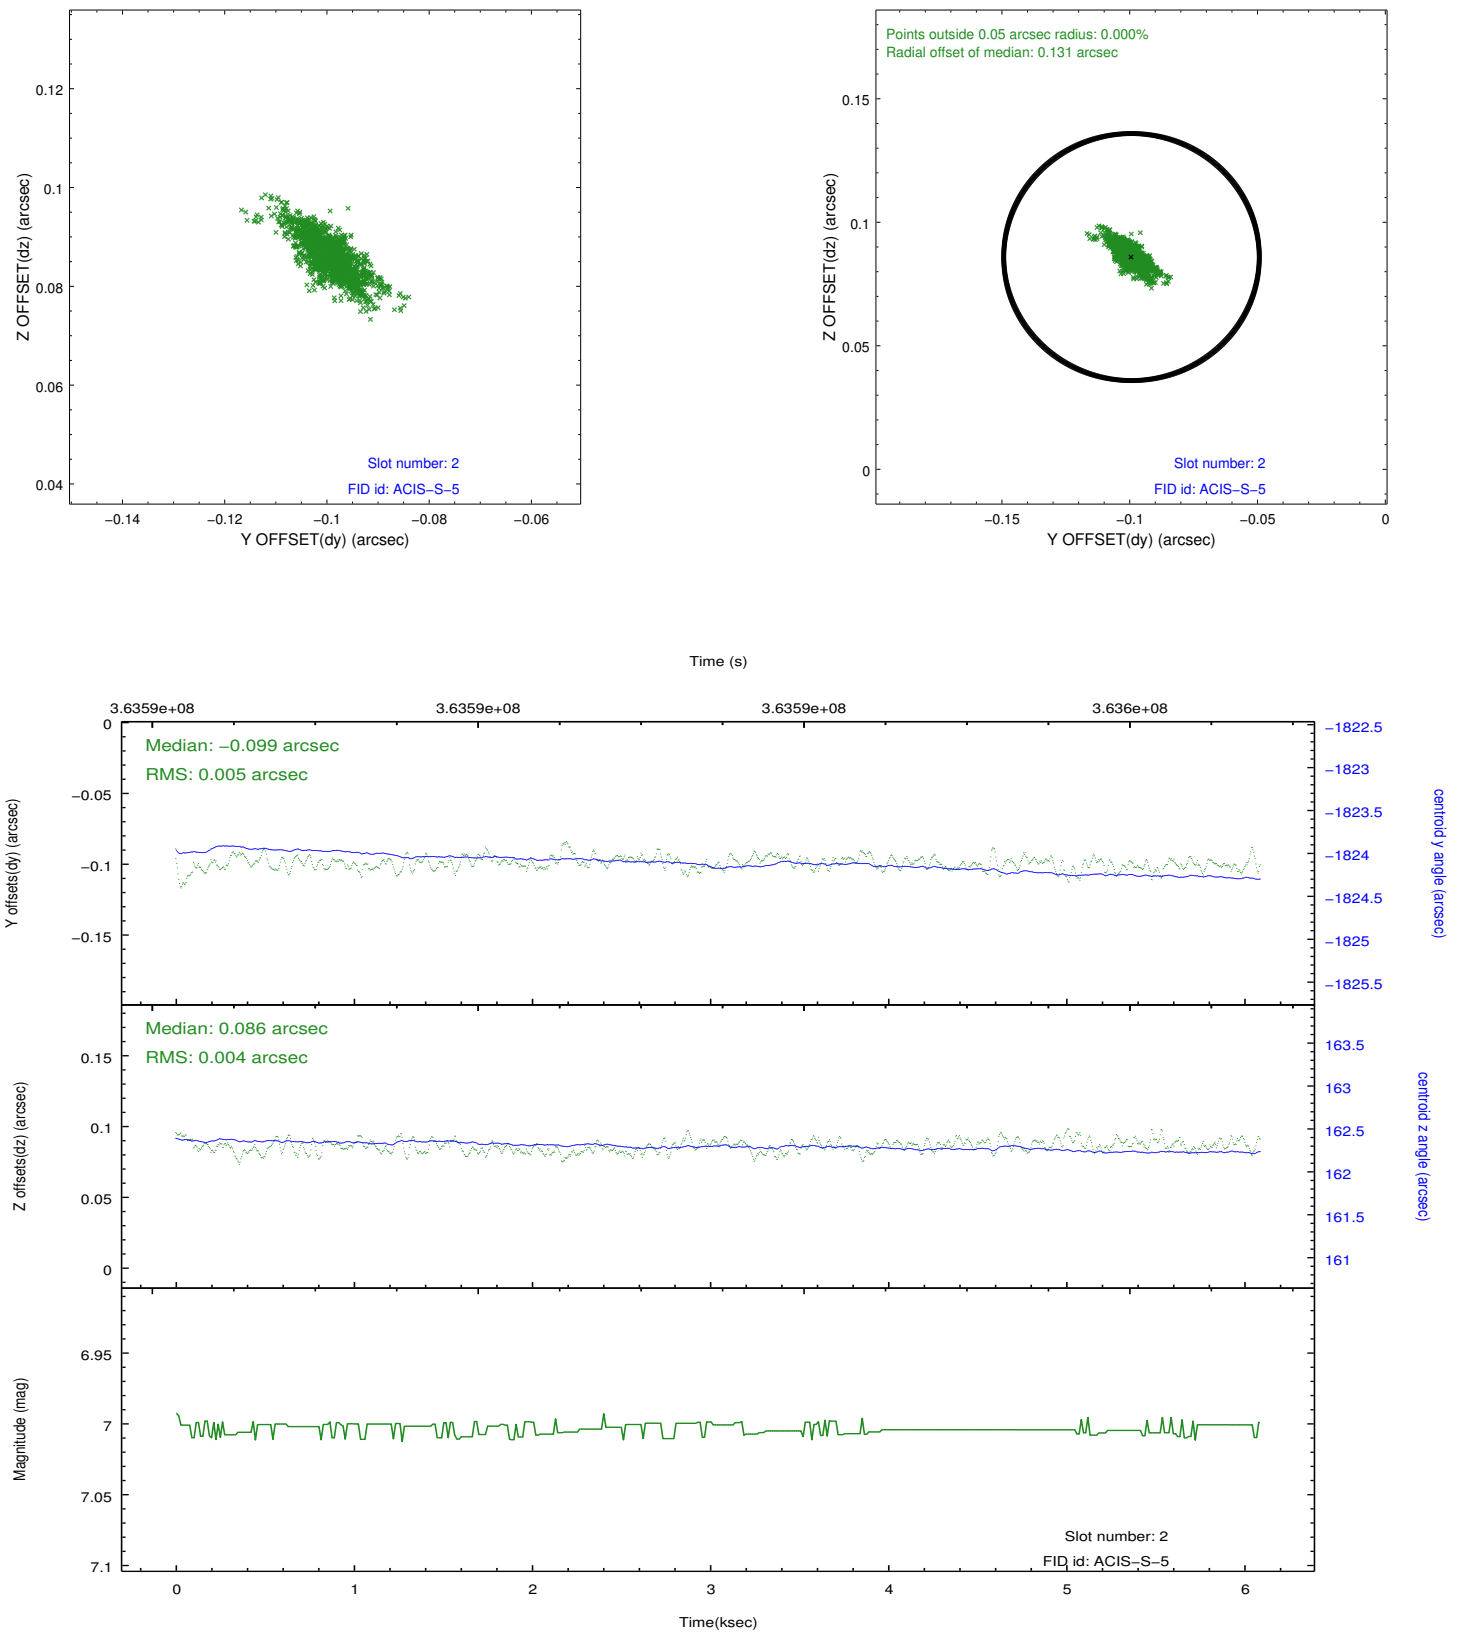 0.12
0.1
0.08
0.06
0.04
Z OFFSET(dz) (arcsec)
Slot number: 2
FID id: ACIS−S−5
−0.14 −0.12 −0.1 −0.08 −0.06
Y OFFSET(dy) (arcsec)
Points outside 0.05 arcsec radius: 0.000%
Radial offset of median: 0.131 arcsec
0.15
0.1
0.05
0
Z OFFSET(dz) (arcsec)
Slot number: 2
FID id: ACIS−S−5
−0.15 −0.1 −0.05 0
Y OFFSET(dy) (arcsec)
Time (s)
3.6359e+08 3.6359e+08 3.6359e+08 3.636e+08
Median: −0.099 arcsec
RMS: 0.005 arcsec
0
−0.05
−0.1
−0.15
Y offsets(dy) (arcsec)
−1822.5
−1823
−1823.5
−1824
−1824.5
−1825
−1825.5
centroid y angle (arcsec)
Median: 0.086 arcsec
RMS: 0.004 arcsec
0.15
0.1
0.05
0
Z offsets(dz) (arcsec)
163.5
163
162.5
162
161.5
161
centroid z angle (arcsec)
6.95
7
7.05
7.1
Magnitude (mag)
Slot number: 2
FID id: ACIS−S−5
0 1 2 3 4 5 6
Time(ksec)